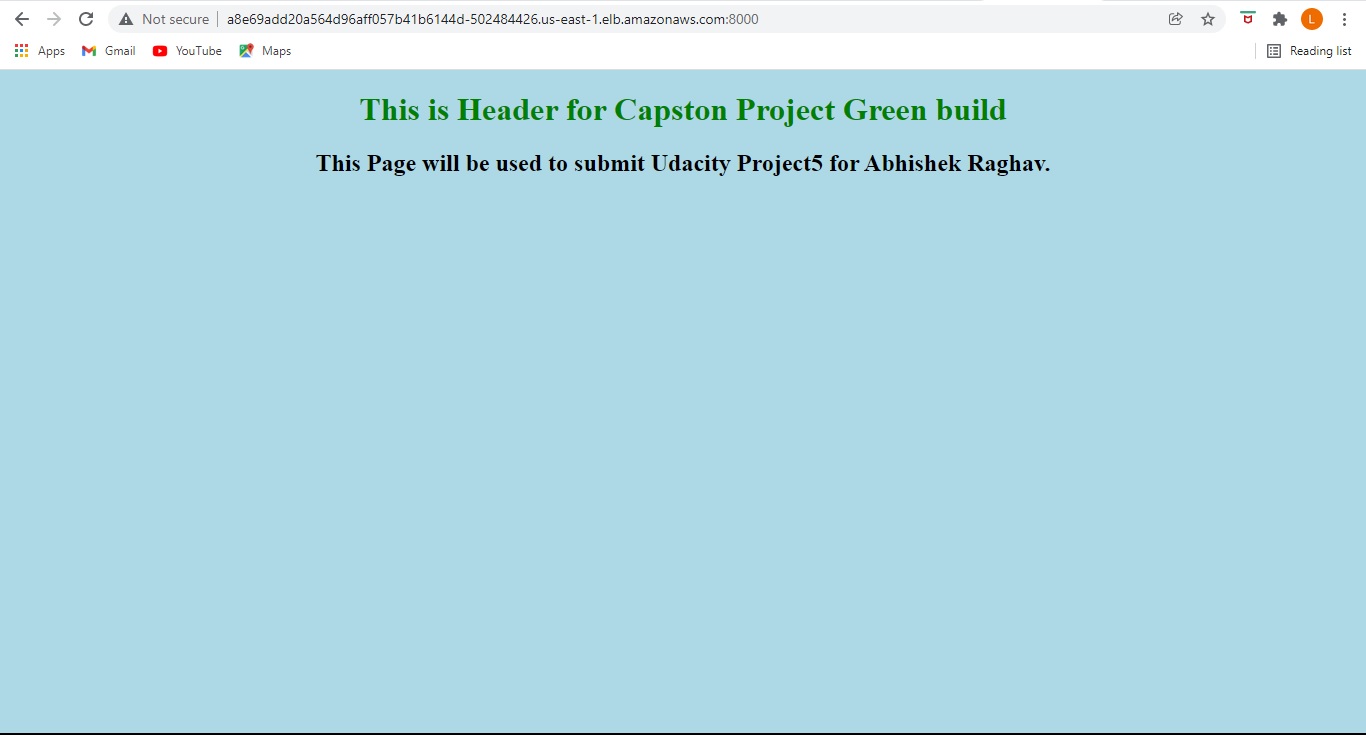 Not secure a8e69add20a564d96aff057b41b6144d-502484426.us-east-1.elb.amazonaws.com:8000 L
Apps Gmail YouTube Maps Reading list
This is Header for Capston Project Green build
This Page will be used to submit Udacity Project5 for Abhishek Raghav.